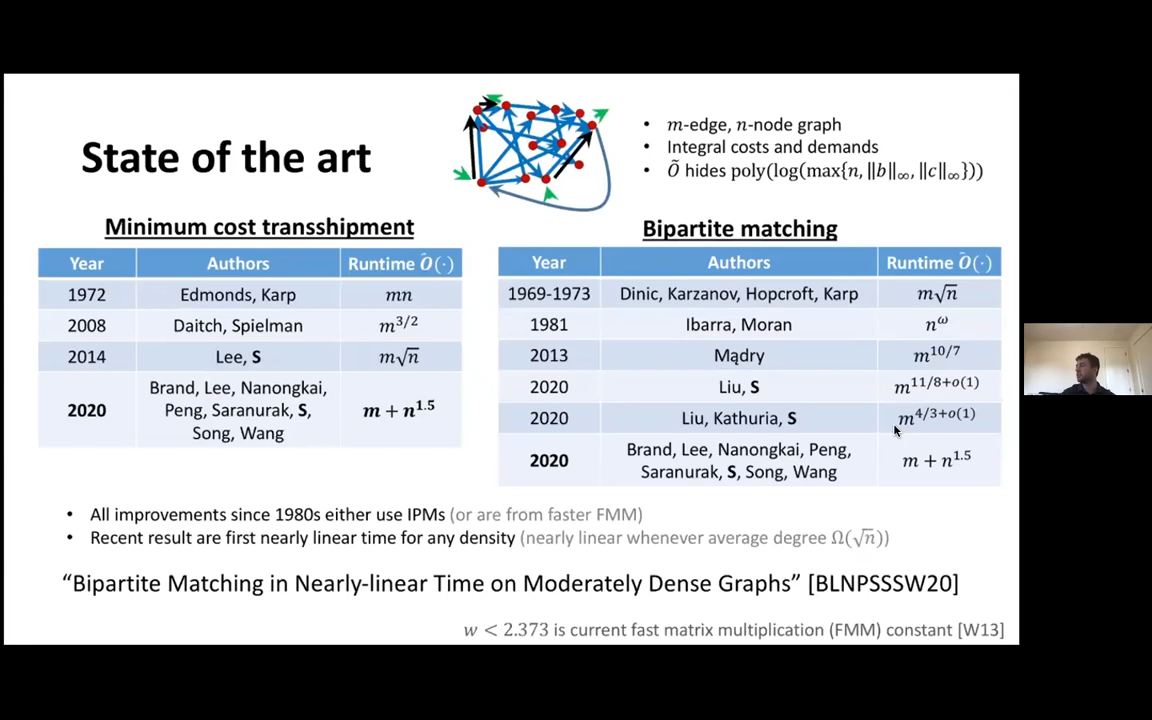 State of the art
• m-edge, n-node graph
• Integral costs and demands
• Õ hides poly(log(max{n, ‖b‖∞, ‖c‖∞}))
Minimum cost transshipment
Year Authors Runtime Õ(·)
1972 Edmonds, Karp mn
2008 Daitch, Spielman m^{3/2}
2014 Lee, S m√n
2020 Brand, Lee, Nanongkai,
Peng, Saranurak, S,
Song, Wang
m + n^{1.5}
Bipartite matching
Year Authors Runtime Õ(·)
1969-1973 Dinic, Karzanov, Hopcroft, Karp m√n
1981 Ibarra, Moran n^ω
2013 Mądry m^{10/7}
2020 Liu, S m^{11/8+o(1)}
2020 Liu, Kathuria, S m^{4/3+o(1)}
2020 Brand, Lee, Nanongkai, Peng,
Saranurak, S, Song, Wang
m + n^{1.5}
• All improvements since 1980s either use IPMs (or are from faster FMM)
• Recent result are first nearly linear time for any density (nearly linear whenever average degree Ω(√n))
“Bipartite Matching in Nearly-linear Time on Moderately Dense Graphs” [BLNPSSSW20]
w < 2.373 is current fast matrix multiplication (FMM) constant [W13]